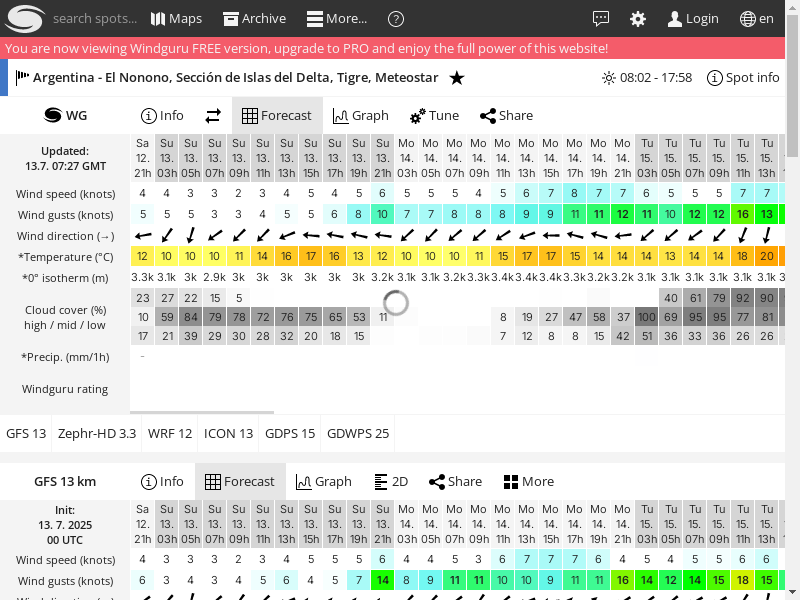 search spots... Maps Archive More... ? Login en
You are now viewing Windguru FREE version, upgrade to PRO and enjoy the full power of this website!
Argentina - El Nonono, Sección de Islas del Delta, Tigre, Meteostar ★ 08:02 - 17:58 Spot info
WG Info Forecast Graph Tune Share
Updated:
13.7. 07:27 GMT
Sa Su Su Su Su Su Su Su Su Su Su Mo Mo Mo Mo Mo Mo Mo Mo Mo Mo Tu Tu Tu Tu Tu Tu
12. 13. 13. 13. 13. 13. 13. 13. 13. 13. 13. 14. 14. 14. 14. 14. 14. 14. 14. 14. 14. 15. 15. 15. 15. 15. 15.
21h 03h 05h 07h 09h 11h 13h 15h 17h 19h 21h 03h 05h 07h 09h 11h 13h 15h 17h 19h 21h 03h 05h 07h 09h 11h 13h
Wind speed (knots) 4 4 3 3 2 3 4 5 4 5 6 5 5 5 4 5 6 7 8 7 7 6 5 5 5 7 7
Wind gusts (knots) 5 5 5 3 3 4 5 5 6 8 10 7 7 8 8 8 9 9 11 11 12 11 10 12 12 16 13
Wind direction (→)
*Temperature (°C) 12 10 10 10 11 14 16 17 16 13 12 10 10 10 11 15 17 17 15 14 14 14 13 14 14 18 20
*0° isotherm (m) 3.3k 3.1k 3k 2.9k 3k 3k 3k 3k 3k 3k 3.2k 3.1k 3.1k 3.2k 3.3k 3.4k 3.4k 3.4k 3.3k 3.2k 3.2k 3.1k 3.1k 3.1k 3.1k 3.1k 3.1k
Cloud cover (%)
high / mid / low
23 27 22 15 5 40 61 79 92 90
10 59 84 79 78 72 76 75 65 53 11 8 19 27 47 58 37 100 69 95 95 77 81
17 21 39 29 30 28 32 20 18 15 7 12 8 8 15 42 51 36 33 36 26 26
*Precip. (mm/1h) -
Windguru rating
GFS 13 Zephr-HD 3.3 WRF 12 ICON 13 GDPS 15 GDWPS 25
GFS 13 km Info Forecast Graph 2D Share More
Init:
13. 7. 2025
00 UTC
Sa Su Su Su Su Su Su Su Su Su Su Mo Mo Mo Mo Mo Mo Mo Mo Mo Mo Tu Tu Tu Tu Tu Tu
12. 13. 13. 13. 13. 13. 13. 13. 13. 13. 13. 14. 14. 14. 14. 14. 14. 14. 14. 14. 14. 15. 15. 15. 15. 15. 15.
21h 03h 05h 07h 09h 11h 13h 15h 17h 19h 21h 03h 05h 07h 09h 11h 13h 15h 17h 19h 21h 03h 05h 07h 09h 11h 13h
Wind speed (knots) 4 3 3 3 2 3 4 5 5 5 6 4 4 5 3 6 7 7 7 6 4 5 4 5 5 6 6
Wind gusts (knots) 6 3 4 3 4 5 6 4 5 7 14 8 9 11 11 10 10 9 11 11 16 14 12 14 15 18 15